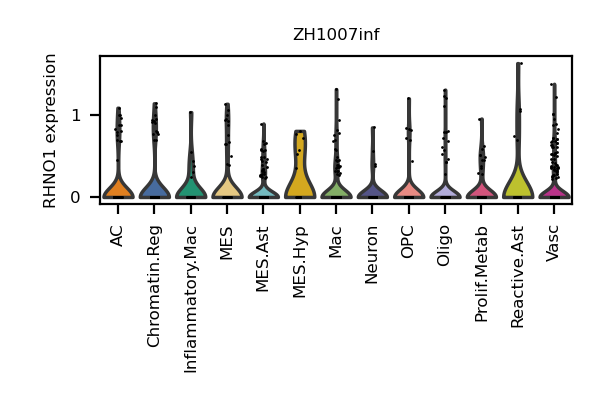 ZH1007inf
RHNO1 expression
1
0
AC
Chromatin.Reg
Inflammatory.Mac
MES
MES.Ast
MES.Hyp
Mac
Neuron
OPC
Oligo
Prolif.Metab
Reactive.Ast
Vasc